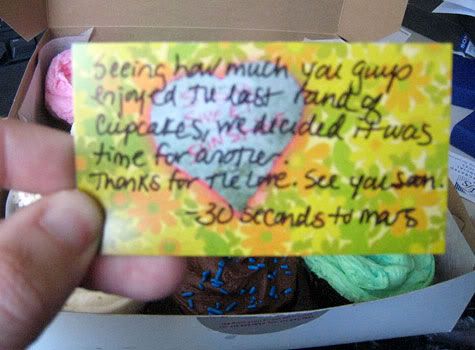 Seeing how much you guys
enjoyed the last rand of
cupcakes, we decided it was
time for another.
Thanks for the love. See you soon.
-30 seconds to mars